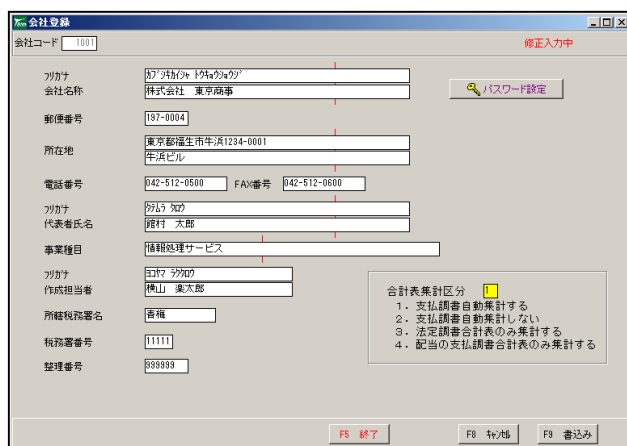 会社登録
会社コード 1001 修正入力中
フリガナ ｶﾌﾞｼｷｶｲｼｬ ﾄｳｷｮｳｼｮｳｼﾞ
会社名称 株式会社 東京商事
パスワード設定
郵便番号 197-0004
所在地 東京都福生市牛浜1234-0001
牛浜ビル
電話番号 042-512-0500 FAX番号 042-512-0600
フリガナ ﾀﾃﾑﾗ ﾀﾛｳ
代表者氏名 館村 太郎
事業種目 情報処理サービス
フリガナ ﾖｺﾔﾏ ﾗｸﾀﾛｳ
作成担当者 横山 楽太郎
所轄税務署名 青梅
税務署番号 11111
整理番号 999999
合計表集計区分 1
1．支払調書自動集計する
2．支払調書自動集計しない
3．法定調書合計表のみ集計する
4．配当の支払調書合計表のみ集計する
F5 終了 F8 ｷｬﾝｾﾙ F9 書込み